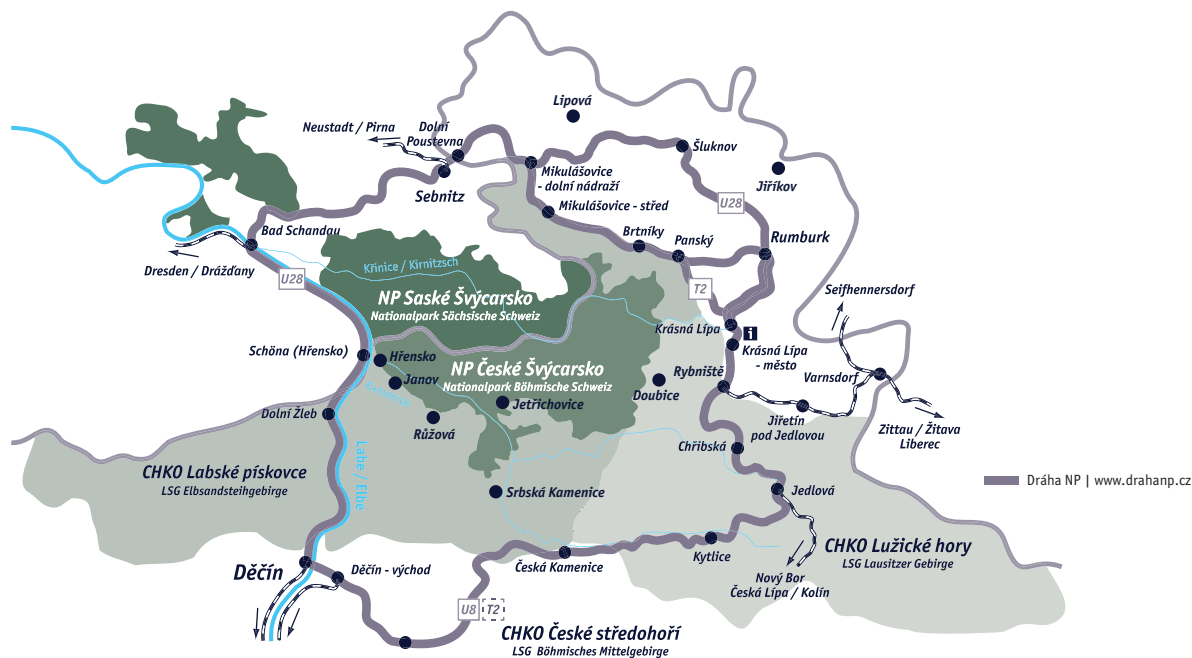 Lipová
Neustadt / Pirna
Dolní
Poustevna
Šluknov
Mikulášovice
- dolní nádraží
Jiříkov
Sebnitz
Mikulášovice - střed
U28
Bad Schandau
Brtníky
Panský
Rumburk
Dresden / Drážďany
Křinice / Kirnitzsch
U28
T2
Seifhennersdorf
NP Saské Švýcarsko
Nationalpark Sächsische Schweiz
Krásná Lípa
i
Schöna (Hřensko)
Hřensko
Krásná Lípa
- město
NP České Švýcarsko
Nationalpark Böhmische Schweiz
Janov
Rybniště
Varnsdorf
Doubice
Jetřichovice
Dolní Žleb
Růžová
Jiřetín
pod Jedlovou
Zittau / Žitava
Liberec
Chřibská
Labe / Elbe
CHKO Labské pískovce
LSG Elbsandsteihgebirge
Srbská Kamenice
Jedlová
Dráha NP | www.drahanp.cz
CHKO Lužické hory
LSG Lausitzer Gebirge
Kytlice
Česká Kamenice
Děčín
Děčín - východ
Nový Bor
Česká Lípa / Kolín
U8
T2
CHKO České středohoří
LSG Böhmisches Mittelgebirge